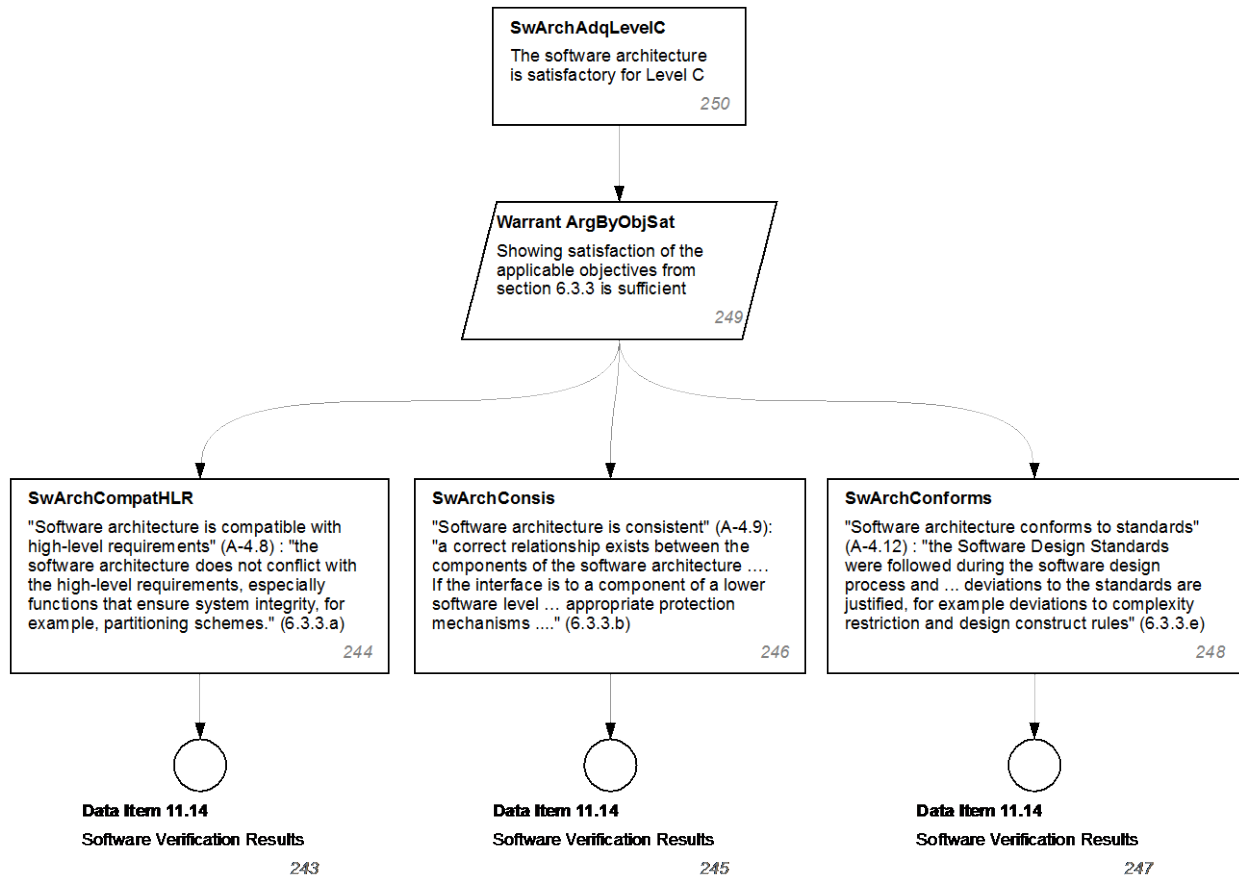 SwArchAdqLevelC
The software architecture
is satisfactory for Level C
250
Warrant ArgByObjSat
Showing satisfaction of the
applicable objectives from
section 6.3.3 is sufficient
249
SwArchCompatHLR
"Software architecture is compatible with
high-level requirements" (A-4.8) : "the
software architecture does not conflict with
the high-level requirements, especially
functions that ensure system integrity, for
example, partitioning schemes." (6.3.3.a)
244
SwArchConsis
"Software architecture is consistent" (A-4.9):
"a correct relationship exists between the
components of the software architecture ....
If the interface is to a component of a lower
software level ... appropriate protection
mechanisms ...." (6.3.3.b)
246
SwArchConforms
"Software architecture conforms to standards"
(A-4.12) : "the Software Design Standards
were followed during the software design
process and ... deviations to the standards are
justified, for example deviations to complexity
restriction and design construct rules" (6.3.3.e)
248
Data Item 11.14
Software Verification Results
243
Data Item 11.14
Software Verification Results
245
Data Item 11.14
Software Verification Results
247